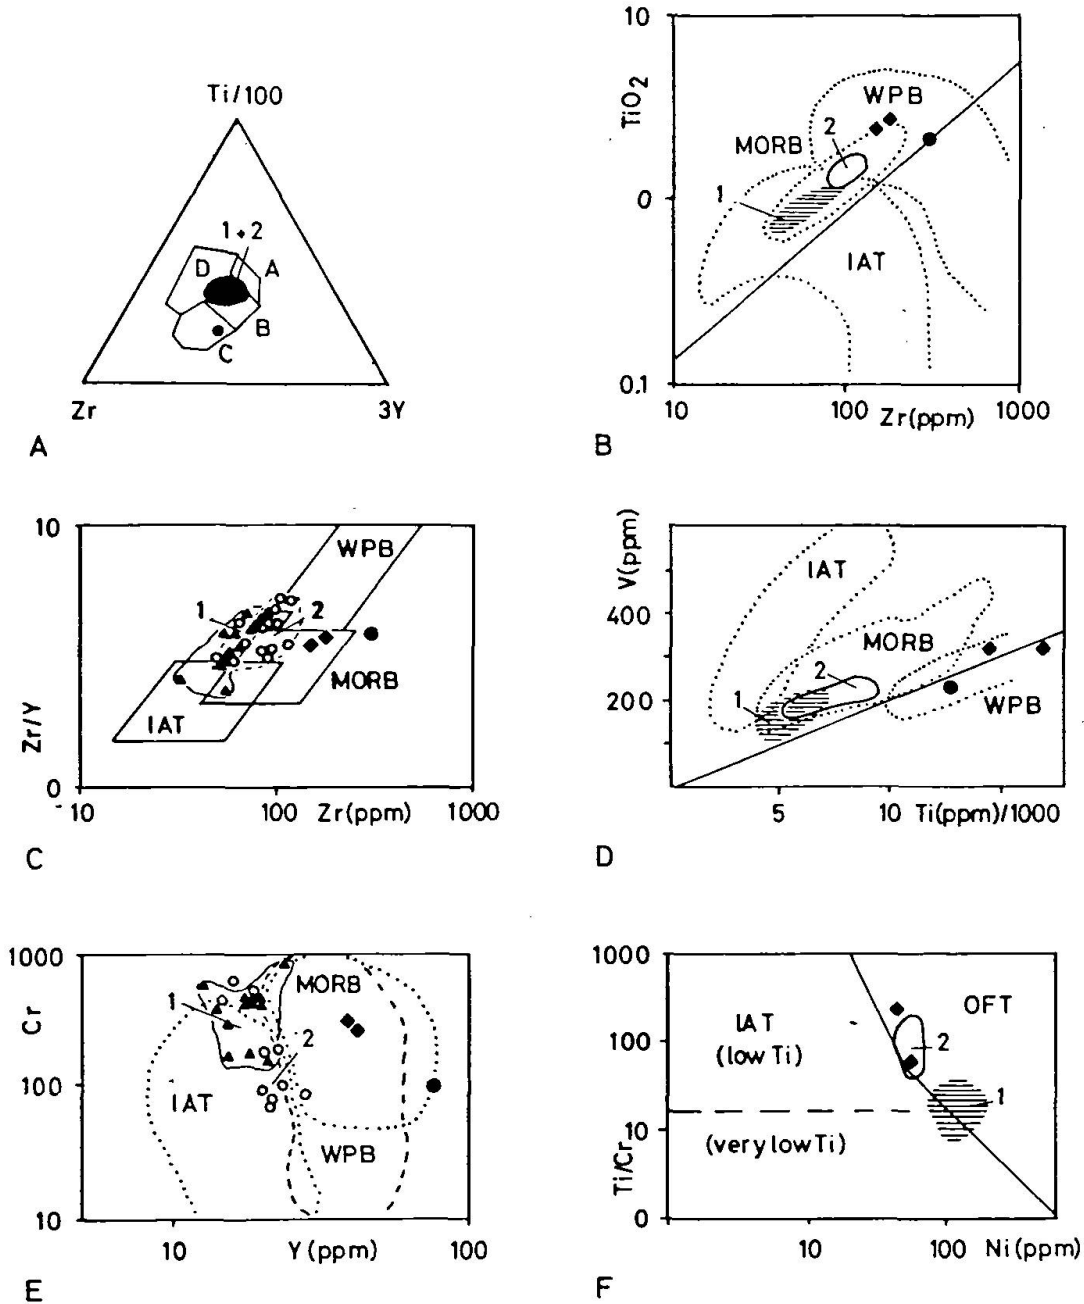 Ti/100
1 + 2
D
A
B
C
Zr
3Y
A
10
TiO2
WPB
2
MORB
0
1
IAT
0.1
10
100
Zr(ppm)
1000
B
10
WPB
1
2
Zr/Y
MORB
IAT
0
10
100
Zr(ppm)
1000
C
V(ppm)
IAT
400
MORB
2
200
1
WPB
5
10
Ti(ppm)/1000
D
1000
MORB
Cr
1
2
100
IAT
WPB
10
10
Y(ppm)
100
E
1000
OFT
IAT
(low Ti)
100
2
1
10
(very low Ti)
Ti/Cr
0
10
100
Ni(ppm)
F